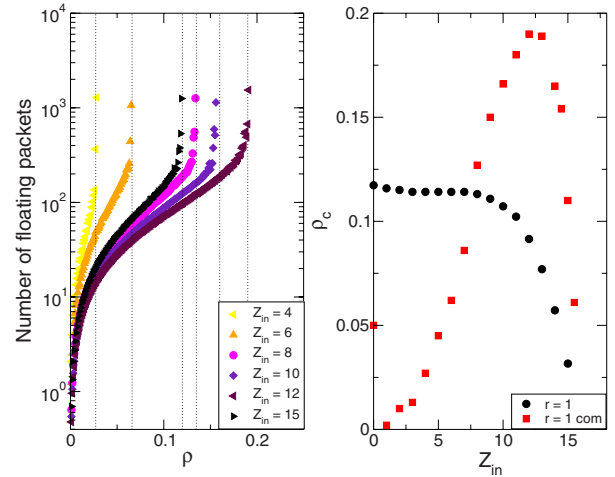 Number of floating packets
10^4
10^3
10^2
10^1
10^0
0
0.1
0.2
ρ
Z_in = 4
Z_in = 6
Z_in = 8
Z_in = 10
Z_in = 12
Z_in = 15
ρ_c
0.2
0.15
0.1
0.05
0
0
5
10
15
Z_in
r = 1
r = 1 com